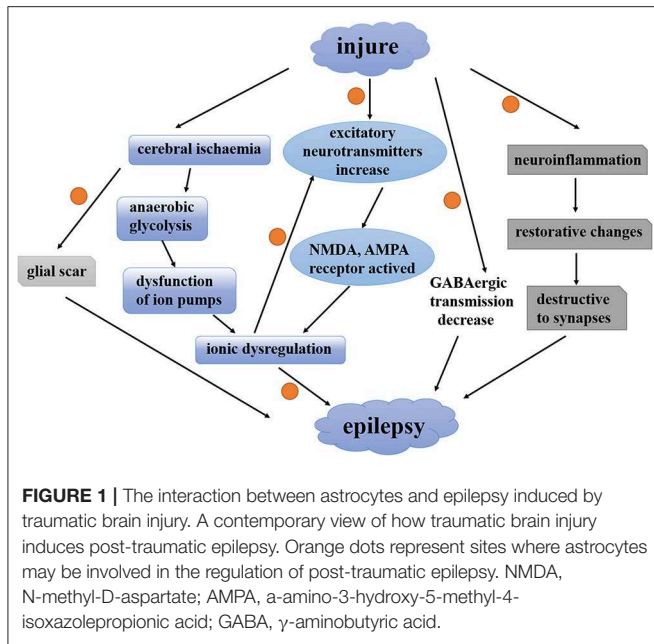 injure
cerebral ischaemia
excitatory
neurotransmitters
increase
neuroinflammation
anaerobic
glycolysis
restorative changes
glial scar
NMDA, AMPA
receptor actived
dysfunction
of ion pumps
GABAergic
transmission
decrease
destructive
to synapses
ionic dysregulation
epilepsy
FIGURE 1 | The interaction between astrocytes and epilepsy induced by
traumatic brain injury. A contemporary view of how traumatic brain injury
induces post-traumatic epilepsy. Orange dots represent sites where astrocytes
may be involved in the regulation of post-traumatic epilepsy. NMDA,
N-methyl-D-aspartate; AMPA, a-amino-3-hydroxy-5-methyl-4-
isoxazolepropionic acid; GABA, γ-aminobutyric acid.